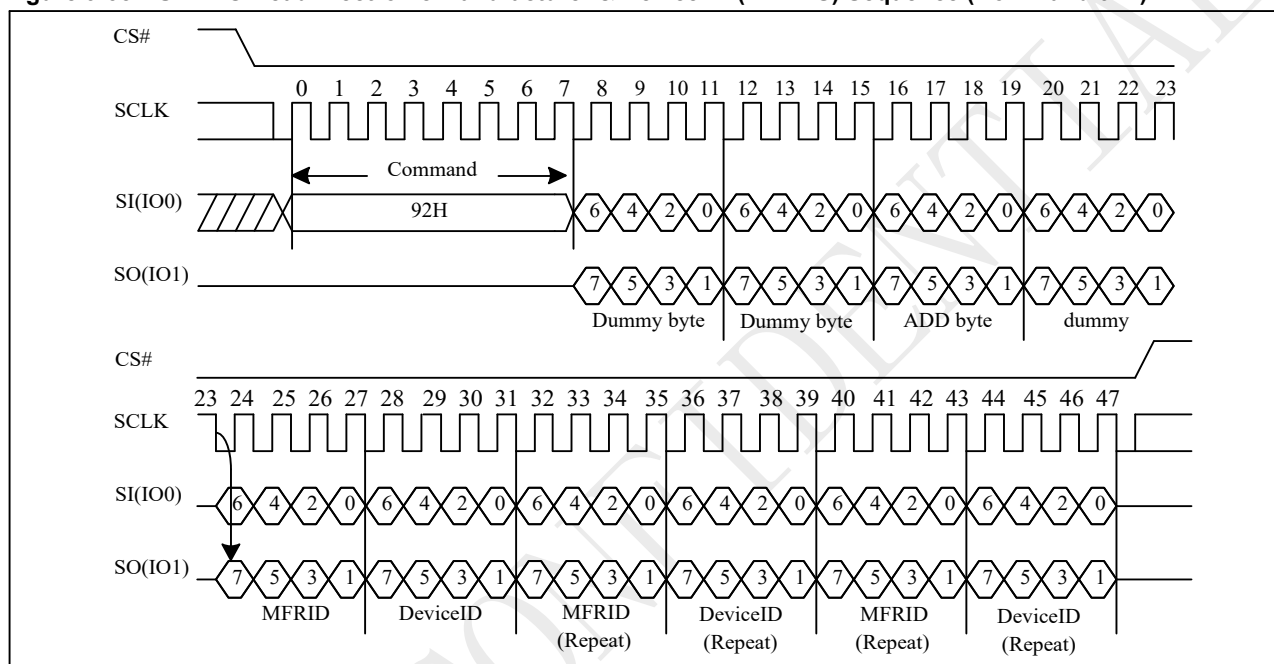 CS#
0 1 2 3 4 5 6 7 8 9 10 11 12 13 14 15 16 17 18 19 20 21 22 23
SCLK
Command
SI(IO0)
92H
6 4 2 0 6 4 2 0 6 4 2 0 6 4 2 0
SO(IO1)
7 5 3 1 7 5 3 1 7 5 3 1 7 5 3 1
Dummy byte Dummy byte ADD byte dummy
CS#
23 24 25 26 27 28 29 30 31 32 33 34 35 36 37 38 39 40 41 42 43 44 45 46 47
SCLK
SI(IO0)
6 4 2 0 6 4 2 0 6 4 2 0 6 4 2 0 6 4 2 0 6 4 2 0
SO(IO1)
7 5 3 1 7 5 3 1 7 5 3 1 7 5 3 1 7 5 3 1 7 5 3 1
MFRID DeviceID MFRID DeviceID MFRID DeviceID
(Repeat) (Repeat) (Repeat) (Repeat)